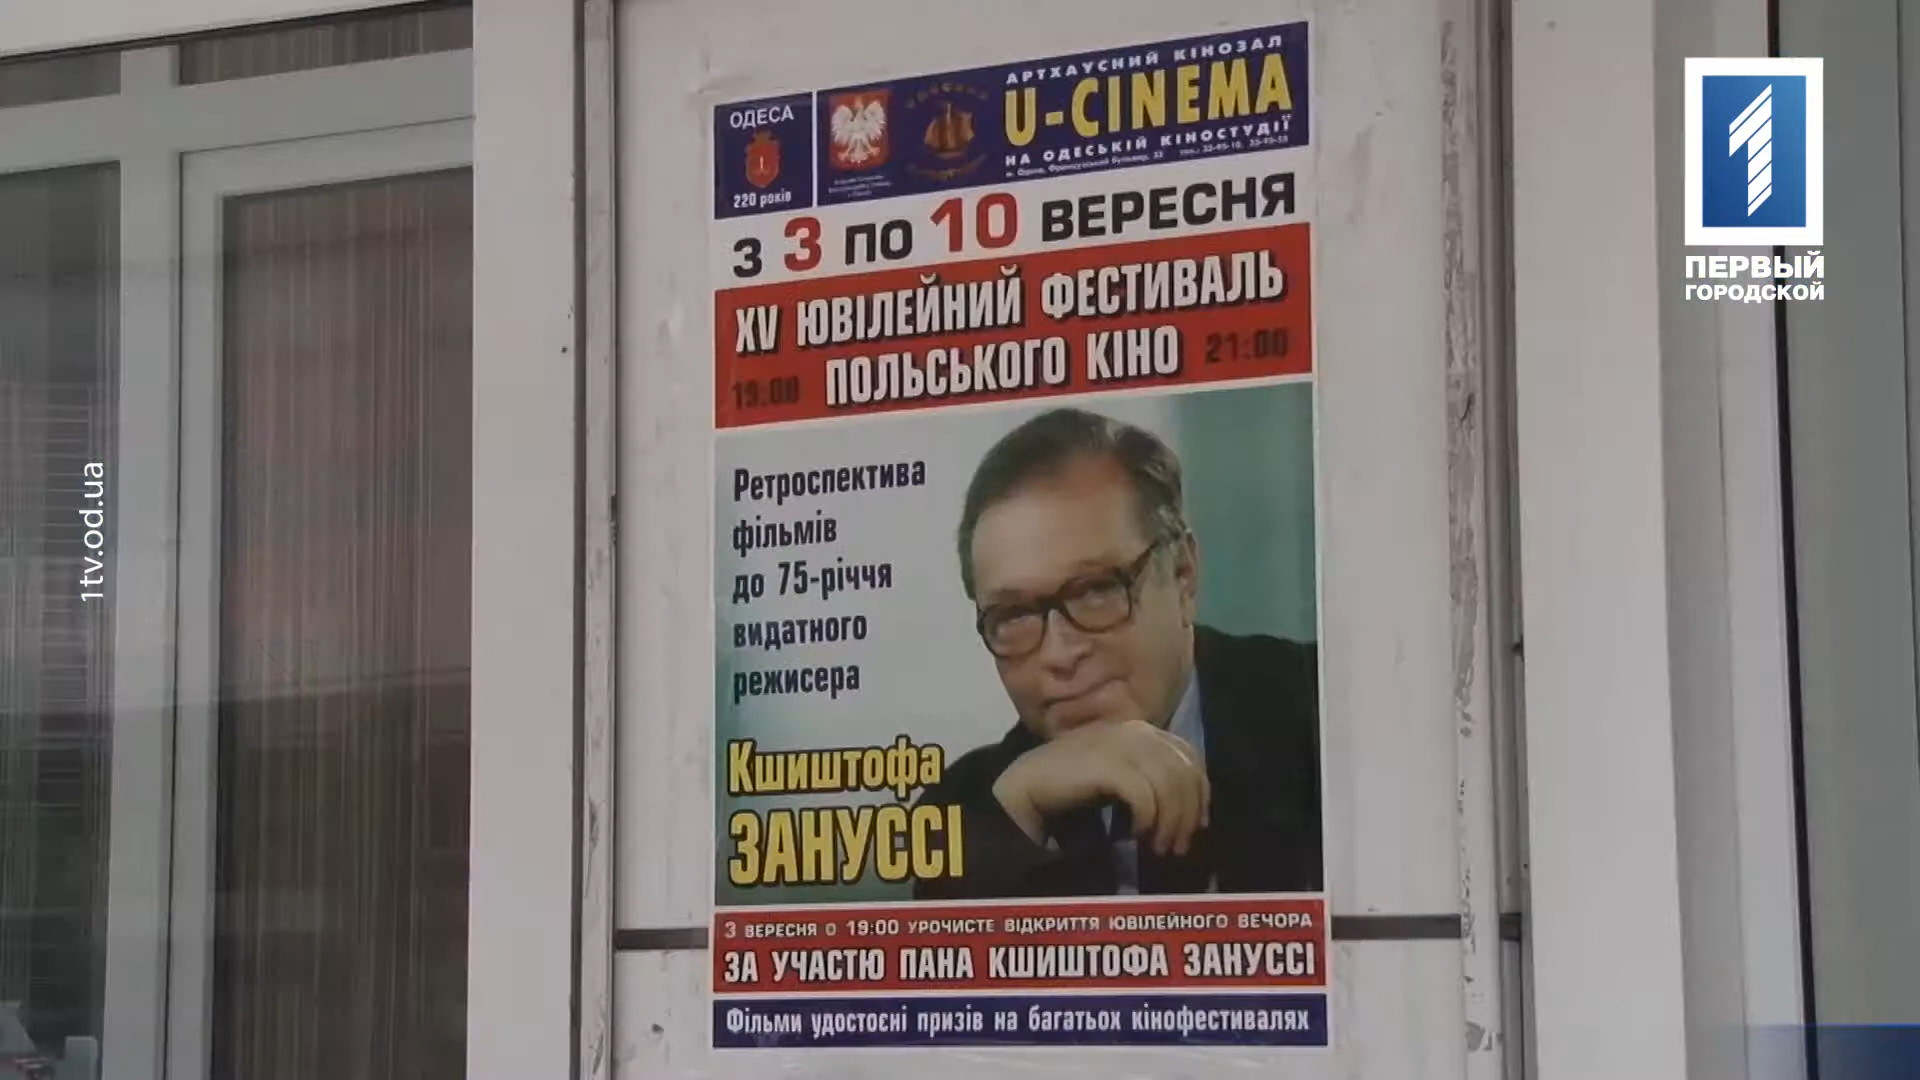 АРТХАУСНИЙ КІНОЗАЛ
U-CINEMA
НА ОДЕСЬКІЙ КІНОСТУДІЇ
ОДЕСА
220 років
З 3 ПО 10 ВЕРЕСНЯ
XV ЮВІЛЕЙНИЙ ФЕСТИВАЛЬ
ПОЛЬСЬКОГО КІНО
19:00
21:00
Ретроспектива
фільмів
до 75-річчя
видатного
режисера
Кшиштофа
ЗАНУССІ
3 ВЕРЕСНЯ О 19:00 УРОЧИСТЕ ВІДКРИТТЯ ЮВІЛЕЙНОГО ВЕЧОРА
ЗА УЧАСТЮ ПАНА КШИШТОФА ЗАНУССІ
Фільми удостоєні призів на багатьох кінофестивалях
1
ПЕРВЫЙ
ГОРОДСКОЙ
1tv.od.ua